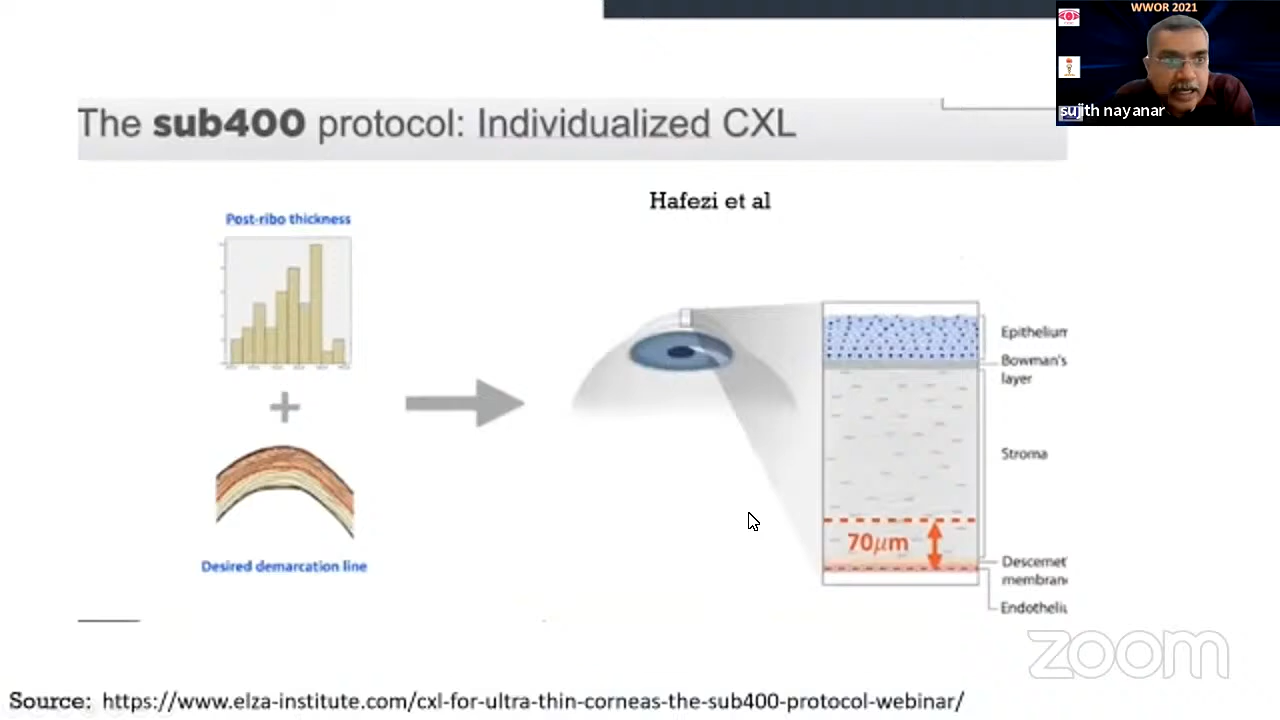 WWOR 2021
sujith nayanar
The sub400 protocol: Individualized CXL
Hafezi et al
Post-ribo thickness
+
Desired demarcation line
Epithelium
Bowman's
layer
Stroma
70µm
Descemet'
membran
Endotheliu
zoom
Source: https://www.elza-institute.com/cxl-for-ultra-thin-corneas-the-sub400-protocol-webinar/